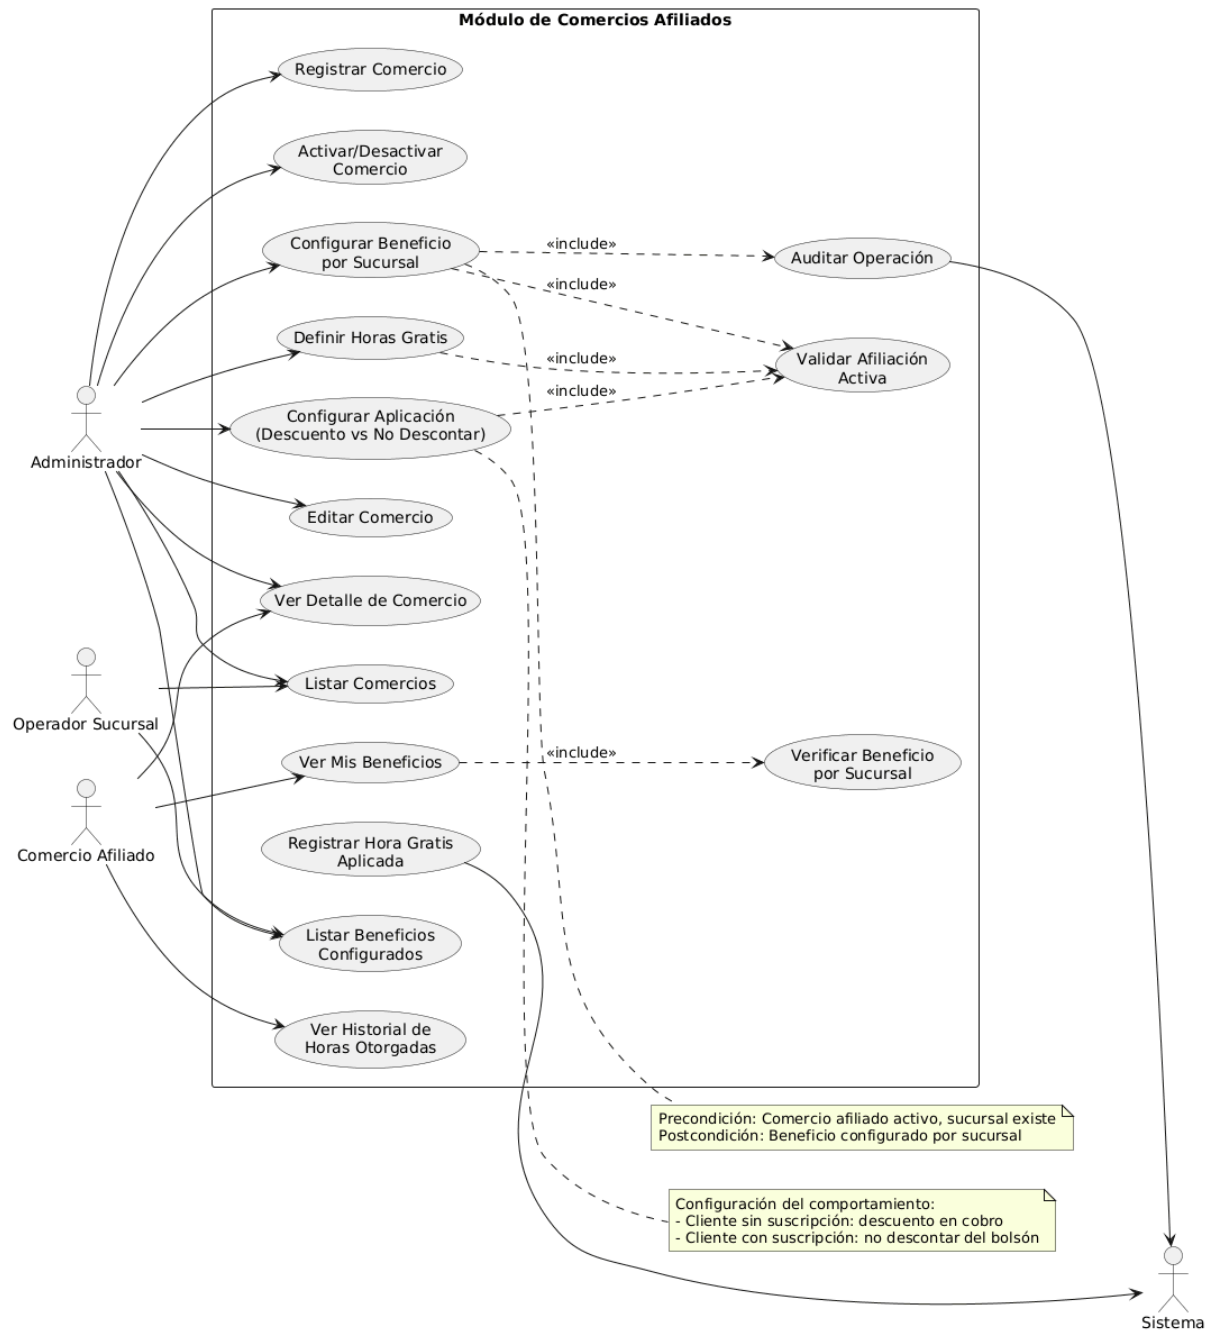 Módulo de Comercios Afiliados
Registrar Comercio
Activar/Desactivar
Comercio
Configurar Beneficio
por Sucursal
«include»
Auditar Operación
«include»
Definir Horas Gratis
«include»
Validar Afiliación
Activa
«include»
Configurar Aplicación
(Descuento vs No Descontar)
Administrador
Editar Comercio
Ver Detalle de Comercio
Listar Comercios
Operador Sucursal
Ver Mis Beneficios
«include»
Verificar Beneficio
por Sucursal
Comercio Afiliado
Registrar Hora Gratis
Aplicada
Listar Beneficios
Configurados
Ver Historial de
Horas Otorgadas
Precondición: Comercio afiliado activo, sucursal existe
Postcondición: Beneficio configurado por sucursal
Configuración del comportamiento:
- Cliente sin suscripción: descuento en cobro
- Cliente con suscripción: no descontar del bolsón
Sistema